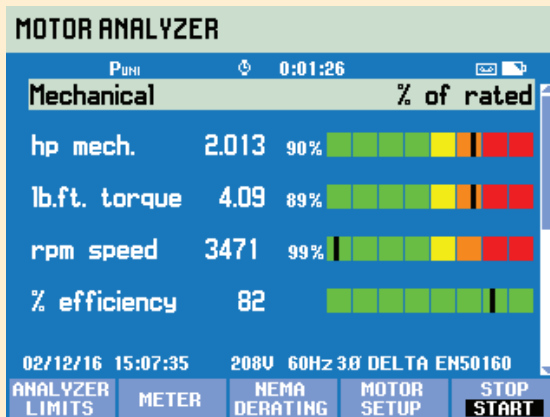 MOTOR ANALYZER
PUNI 0:01:26
Mechanical % of rated
hp mech. 2.013 90%
lb.ft. torque 4.09 89%
rpm speed 3471 99%
% efficiency 82
02/12/16 15:07:35 208V 60Hz 3Ø DELTA EN50160
ANALYZER LIMITS METER NEMA DERATING MOTOR SETUP STOP START